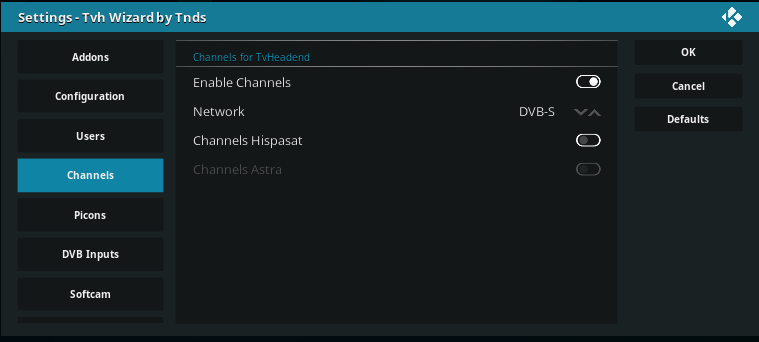 Settings - Tvh Wizard by Tnds
Addons
Configuration
Users
Channels
Picons
DVB Inputs
Softcam
Channels for TvHeadend
Enable Channels
Network DVB-S
Channels Hispasat
Channels Astra
OK
Cancel
Defaults